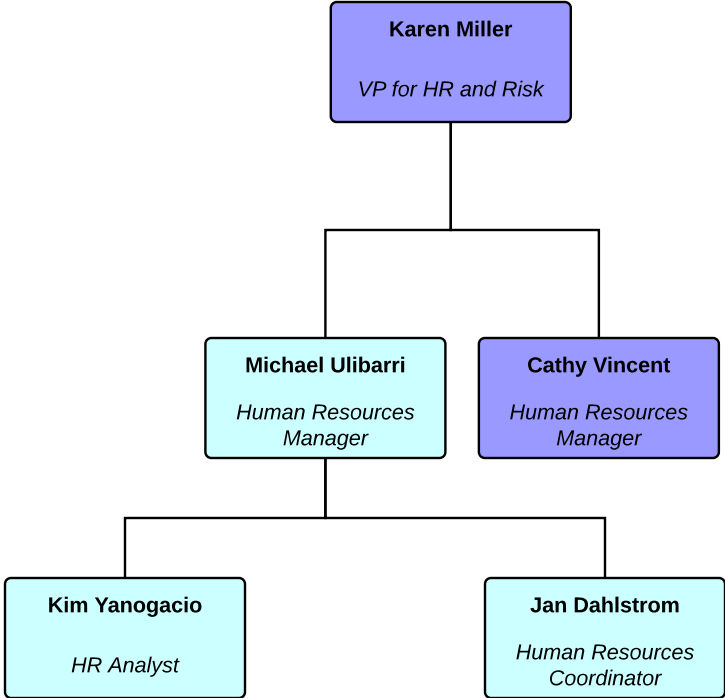 Karen Miller
VP for HR and Risk
Michael Ulibarri
Human Resources
Manager
Cathy Vincent
Human Resources
Manager
Kim Yanogacio
HR Analyst
Jan Dahlstrom
Human Resources
Coordinator